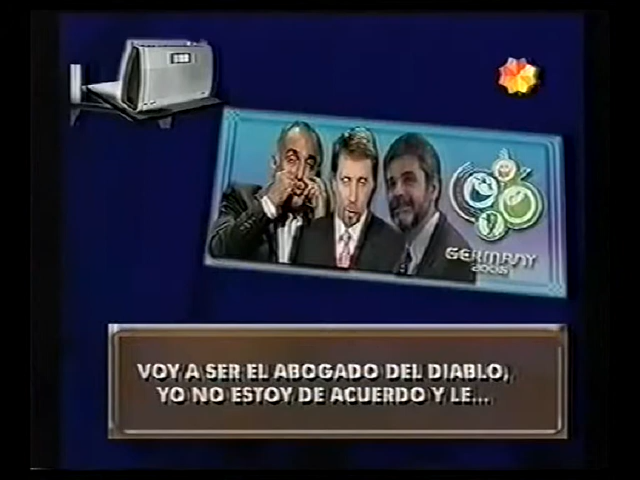 GERMANY
2006
VOY A SER EL ABOGADO DEL DIABLO,
YO NO ESTOY DE ACUERDO Y LE...